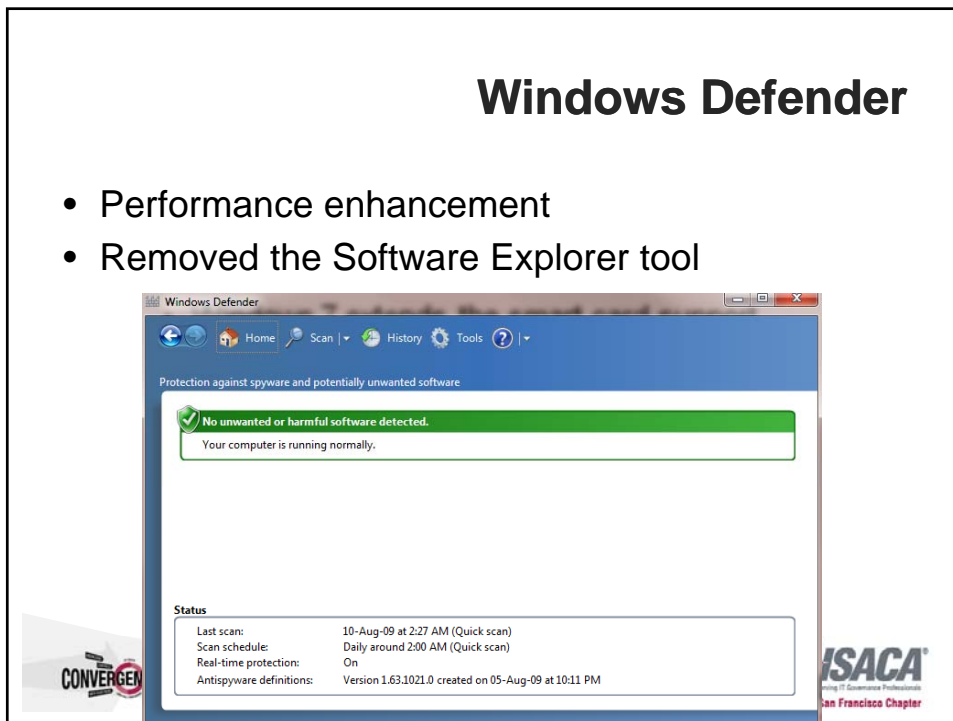 Windows Defender
• Performance enhancement
• Removed the Software Explorer tool
Windows Defender
Home Scan History Tools
Protection against spyware and potentially unwanted software
No unwanted or harmful software detected.
Your computer is running normally.
Status
Last scan: 10-Aug-09 at 2:27 AM (Quick scan)
Scan schedule: Daily around 2:00 AM (Quick scan)
Real-time protection: On
Antispyware definitions: Version 1.63.1021.0 created on 05-Aug-09 at 10:11 PM
CONVERGEN
ISACA®
ving IT Governance Professionals
San Francisco Chapter